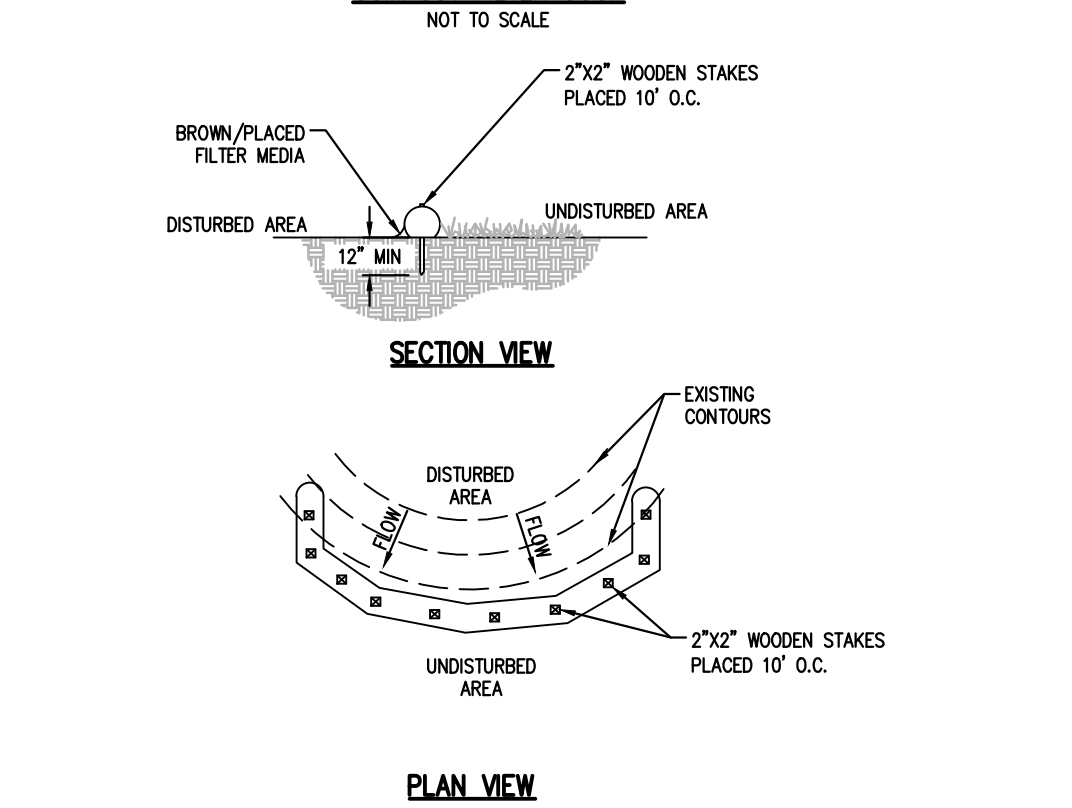 NOT TO SCALE
2"X2" WOODEN STAKES
PLACED 10' O.C.
BROWN/PLACED
FILTER MEDIA
DISTURBED AREA
UNDISTURBED AREA
12" MIN
SECTION VIEW
EXISTING
CONTOURS
DISTURBED
AREA
FLOW
FLOW
2"X2" WOODEN STAKES
PLACED 10' O.C.
UNDISTURBED
AREA
PLAN VIEW